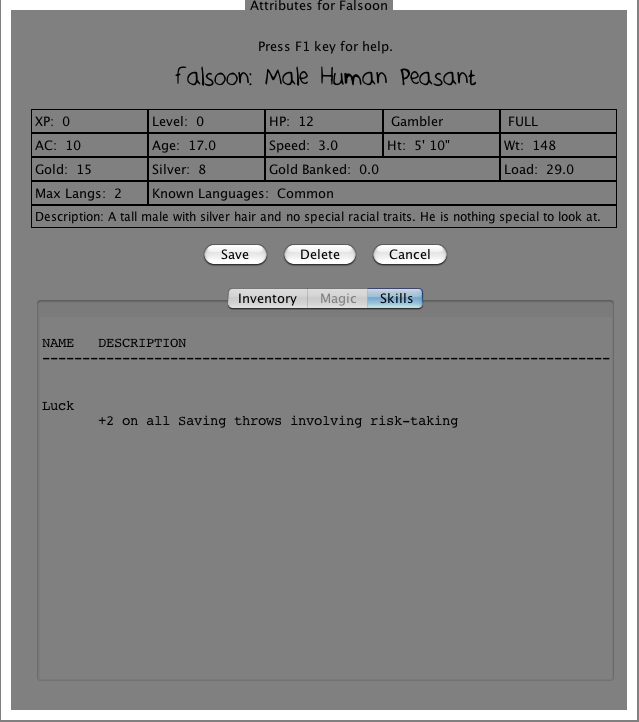 Attributes for Falsoon
Press F1 key for help.
Falsoon: Male Human Peasant
XP: 0 Level: 0 HP: 12 Gambler FULL
AC: 10 Age: 17.0 Speed: 3.0 Ht: 5' 10" Wt: 148
Gold: 15 Silver: 8 Gold Banked: 0.0 Load: 29.0
Max Langs: 2 Known Languages: Common
Description: A tall male with silver hair and no special racial traits. He is nothing special to look at.
Save Delete Cancel
Inventory Magic Skills
NAME DESCRIPTION
-----------------------------------------------------------------------
Luck
+2 on all Saving throws involving risk-taking